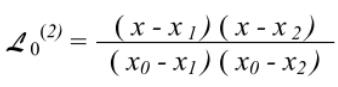 ℒ₀⁽²⁾ = ( x - x₁ ) ( x - x₂ ) / ( x₀ - x₁ ) ( x₀ - x₂ )